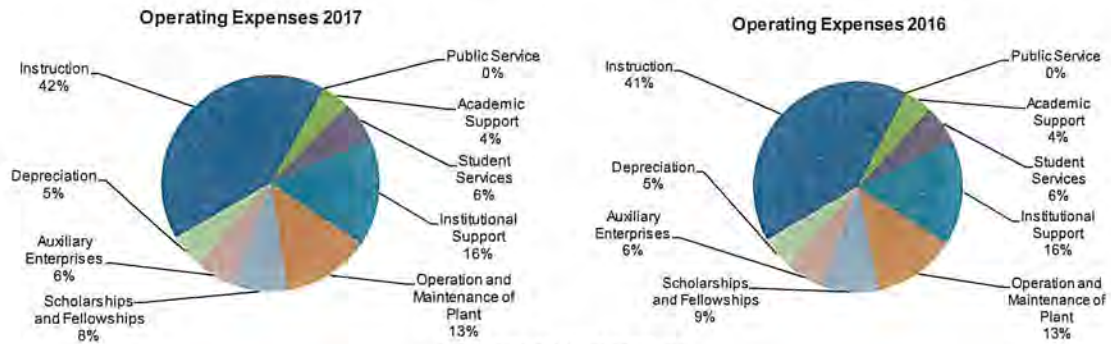 Operating Expenses 2017
Public Service
0%
Instruction
42%
Academic
Support
4%
Student
Services
6%
Depreciation
5%
Institutional
Support
16%
Auxiliary
Enterprises
6%
Operation and
Maintenance of
Plant
13%
Scholarships
and Fellowships
8%
Operating Expenses 2016
Public Service
0%
Instruction
41%
Academic
Support
4%
Student
Services
6%
Depreciation
5%
Institutional
Support
16%
Auxiliary
Enterprises
6%
Operation and
Maintenance of
Plant
13%
Scholarships
and Fellowships
9%